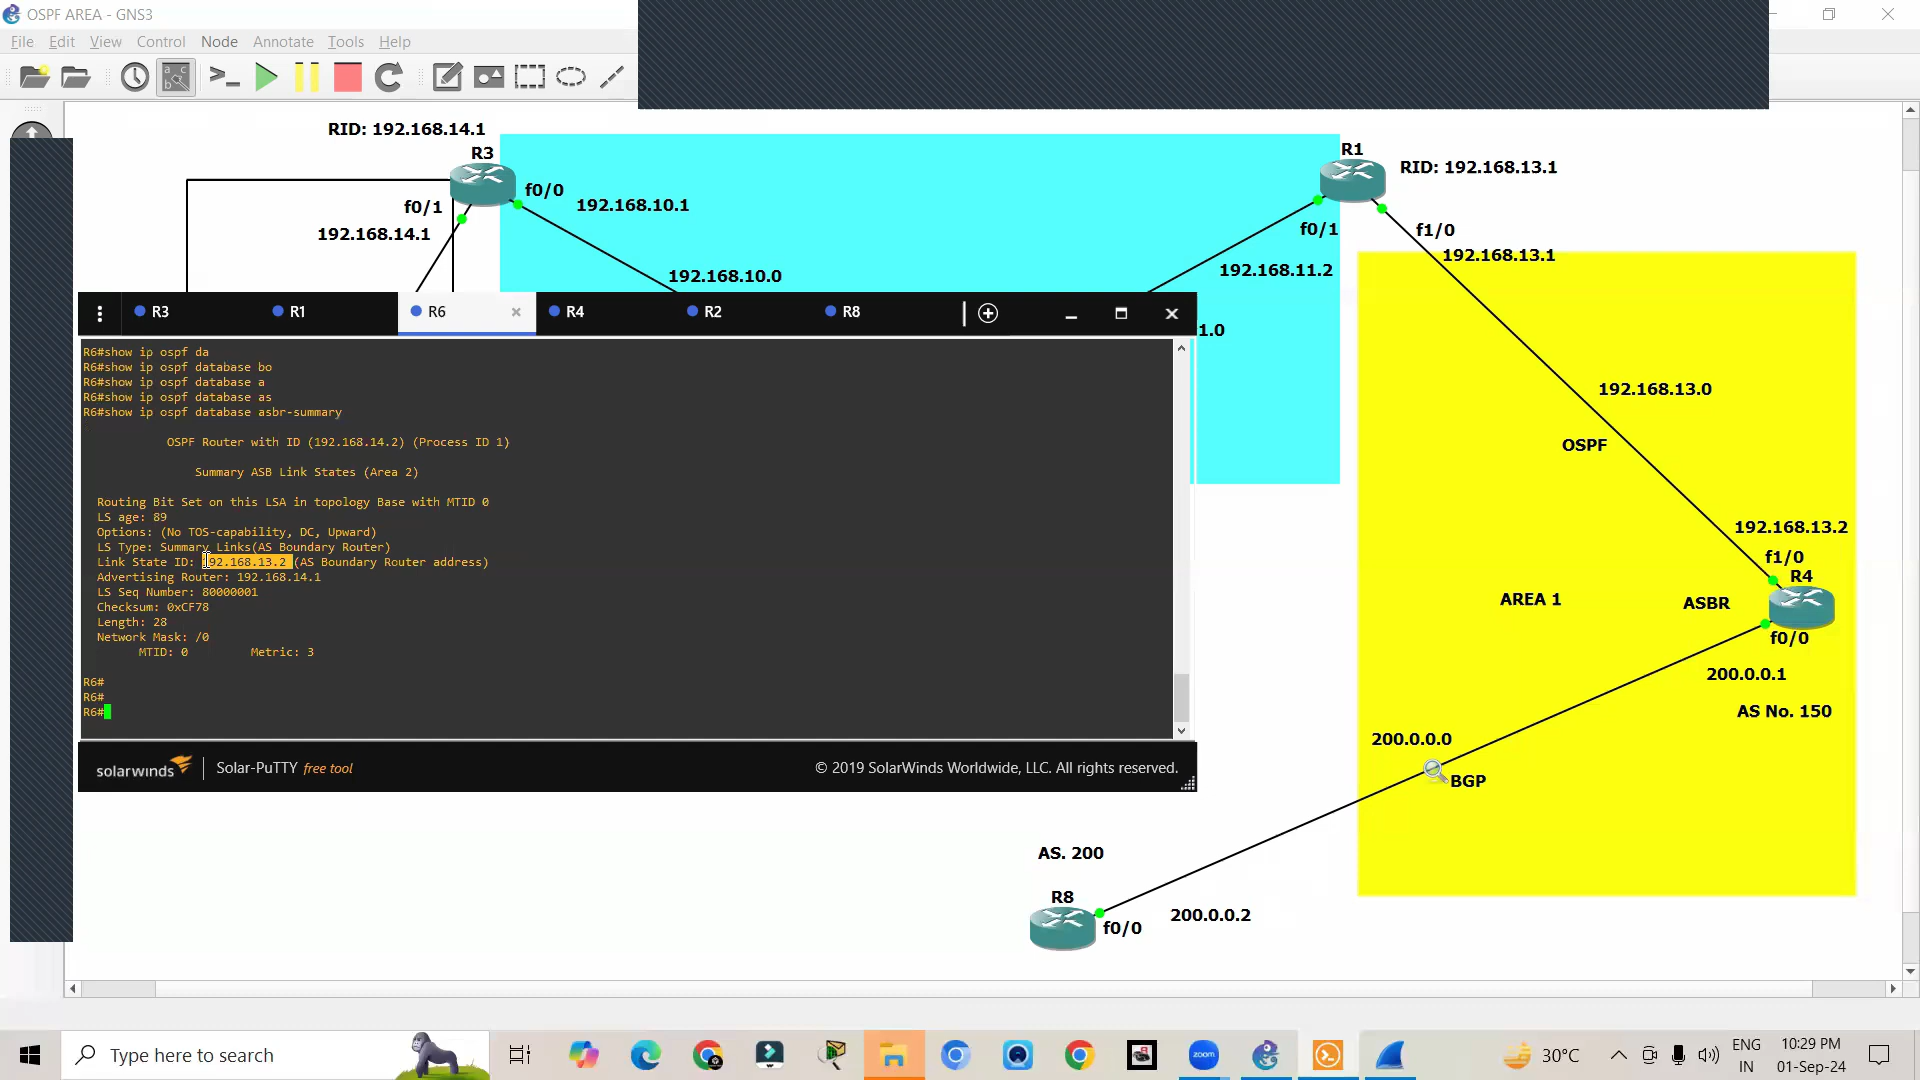 OSPF AREA - GNS3
File Edit View Control Node Annotate Tools Help
RID: 192.168.14.1
R3
f0/0
192.168.10.1
f0/1
192.168.14.1
192.168.10.0
R1
RID: 192.168.13.1
f0/1
192.168.11.2
f1/0
192.168.13.1
1.0
192.168.13.0
OSPF
192.168.13.2
f1/0
R4
AREA 1
ASBR
f0/0
200.0.0.1
AS No. 150
200.0.0.0
BGP
AS. 200
R8
f0/0
200.0.0.2
R3 R1 R6 R4 R2 R8
R6#show ip ospf da
R6#show ip ospf database bo
R6#show ip ospf database a
R6#show ip ospf database as
R6#show ip ospf database asbr-summary
OSPF Router with ID (192.168.14.2) (Process ID 1)
Summary ASB Link States (Area 2)
Routing Bit Set on this LSA in topology Base with MTID 0
LS age: 89
Options: (No TOS-capability, DC, Upward)
LS Type: Summary Links(AS Boundary Router)
Link State ID: 192.168.13.2 (AS Boundary Router address)
Advertising Router: 192.168.14.1
LS Seq Number: 80000001
Checksum: 0xCF78
Length: 28
Network Mask: /0
MTID: 0 Metric: 3
R6#
R6#
R6#
solarwinds Solar-PuTTY free tool © 2019 SolarWinds Worldwide, LLC. All rights reserved.
Type here to search
zoom
30°C
ENG
IN
10:29 PM
01-Sep-24